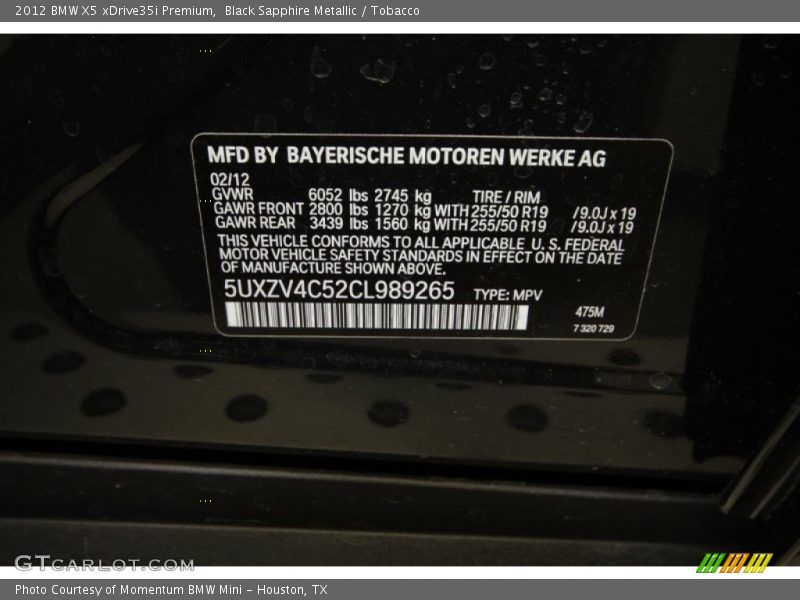 2012 BMW X5 xDrive35i Premium, Black Sapphire Metallic / Tobacco
MFD BY BAYERISCHE MOTOREN WERKE AG
02/12
GVWR 6052 lbs 2745 kg TIRE / RIM
GAWR FRONT 2800 lbs 1270 kg WITH 255/50 R19 /9.0J x 19
GAWR REAR 3439 lbs 1560 kg WITH 255/50 R19 /9.0J x 19
THIS VEHICLE CONFORMS TO ALL APPLICABLE U. S. FEDERAL
MOTOR VEHICLE SAFETY STANDARDS IN EFFECT ON THE DATE
OF MANUFACTURE SHOWN ABOVE.
5UXZV4C52CL989265 TYPE: MPV
475M
7 320 729
GTCARLOT.COM
Photo Courtesy of Momentum BMW Mini - Houston, TX